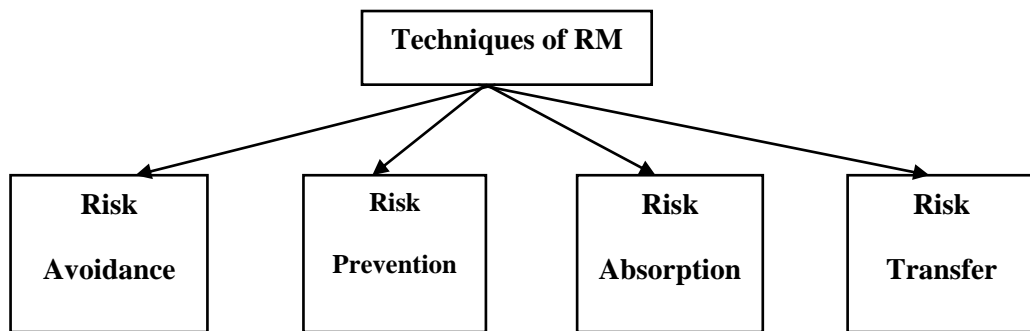 Techniques of RM
Risk
Avoidance
Risk
Prevention
Risk
Absorption
Risk
Transfer